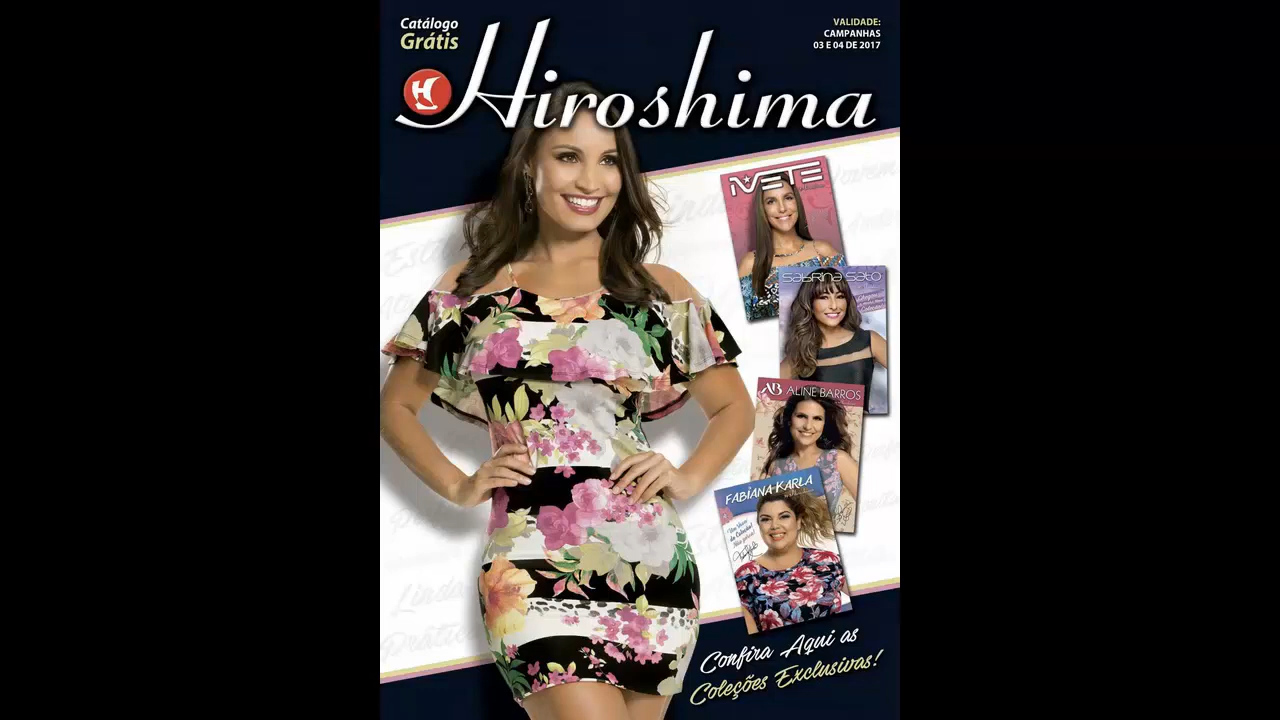 Catálogo
Grátis
VALIDADE:
CAMPANHAS
03 E 04 DE 2017
H
Hiroshima
IVETE
SABRINA SATO
AB ALINE BARROS
FABIANA KARLA
Confira Aqui as
Coleções Exclusivas!